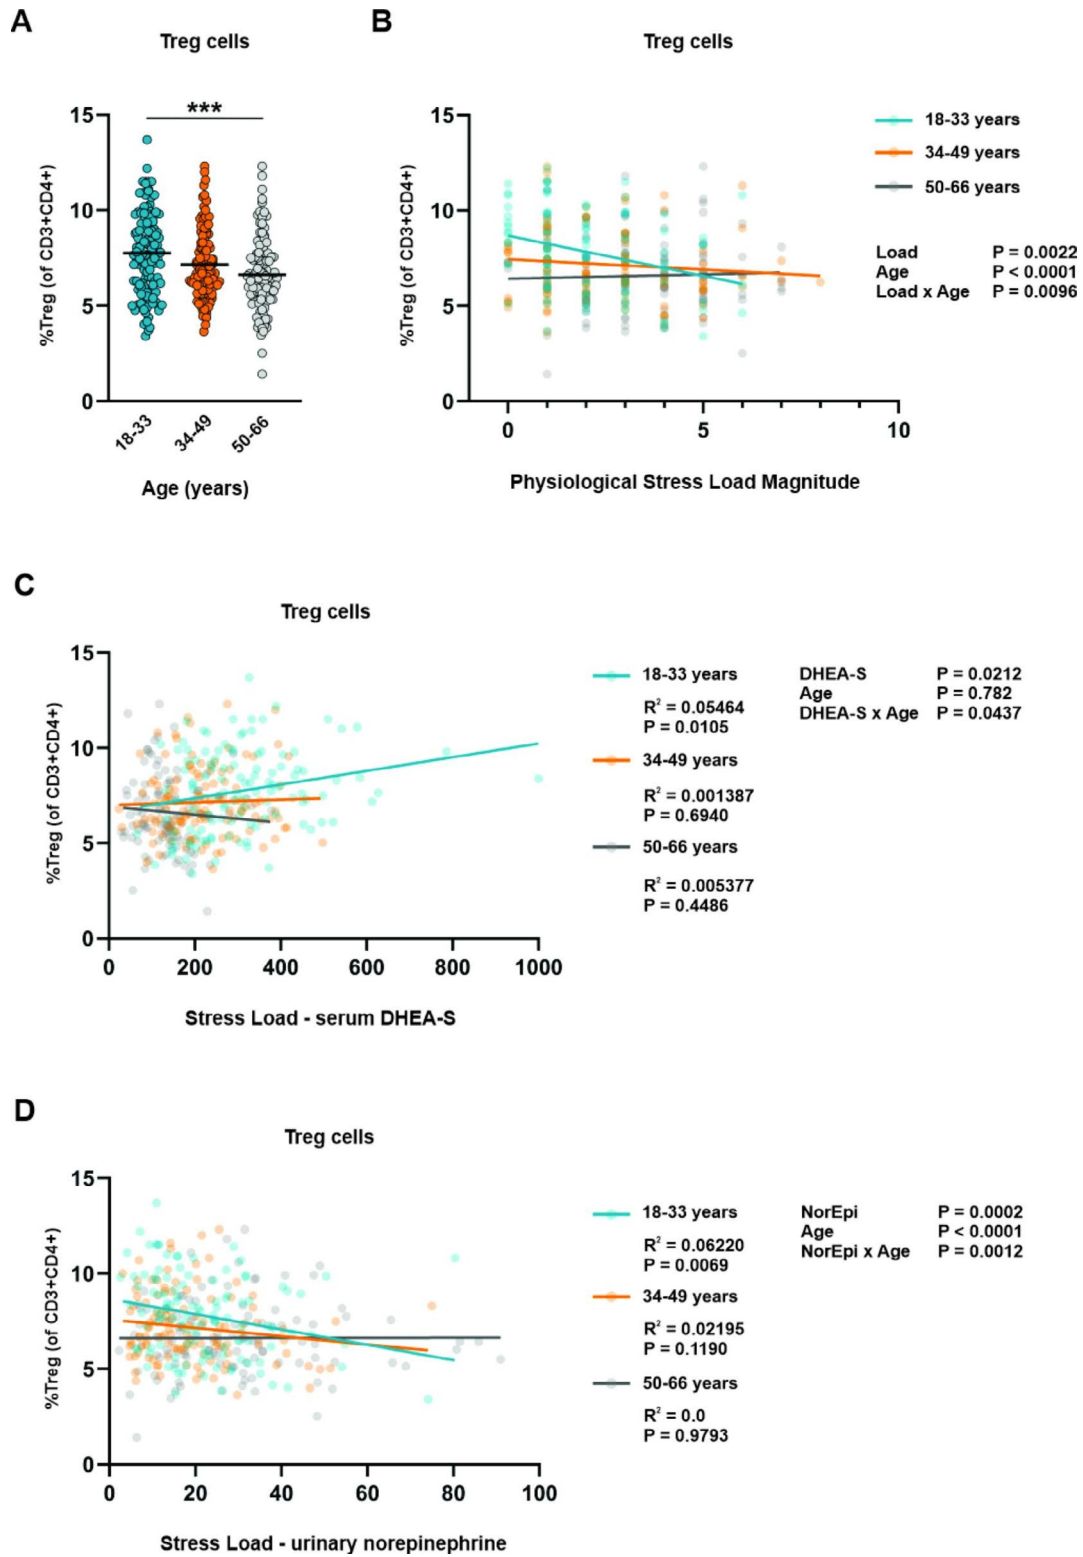 A
Treg cells
***
15
10
5
0
%Treg (of CD3+CD4+)
18-33
34-49
50-66
Age (years)
B
Treg cells
15
10
5
0
%Treg (of CD3+CD4+)
0
5
10
Physiological Stress Load Magnitude
18-33 years
34-49 years
50-66 years
Load P = 0.0022
Age P < 0.0001
Load x Age P = 0.0096
C
Treg cells
15
10
5
0
%Treg (of CD3+CD4+)
0 200 400 600 800 1000
Stress Load - serum DHEA-S
18-33 years
R² = 0.05464
P = 0.0105
34-49 years
R² = 0.001387
P = 0.6940
50-66 years
R² = 0.005377
P = 0.4486
DHEA-S P = 0.0212
Age P = 0.782
DHEA-S x Age P = 0.0437
D
Treg cells
15
10
5
0
%Treg (of CD3+CD4+)
0 20 40 60 80 100
Stress Load - urinary norepinephrine
18-33 years
R² = 0.06220
P = 0.0069
34-49 years
R² = 0.02195
P = 0.1190
50-66 years
R² = 0.0
P = 0.9793
NorEpi P = 0.0002
Age P < 0.0001
NorEpi x Age P = 0.0012